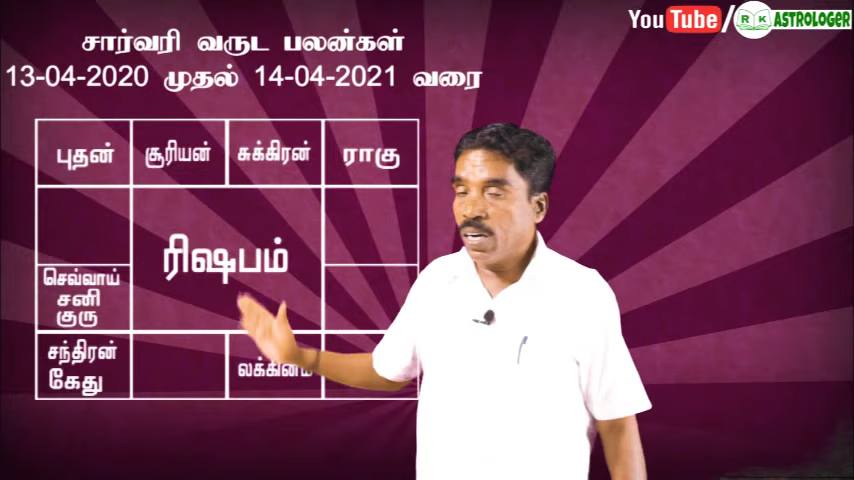 YouTube/RK ASTROLOGER
சார்வரி வருட பலன்கள்
13-04-2020 முதல் 14-04-2021 வரை
புதன் சூரியன் சுக்கிரன் ராகு
ரிஷபம்
செவ்வாய்
சனி
குரு
சந்திரன்
கேது
லக்கினம்